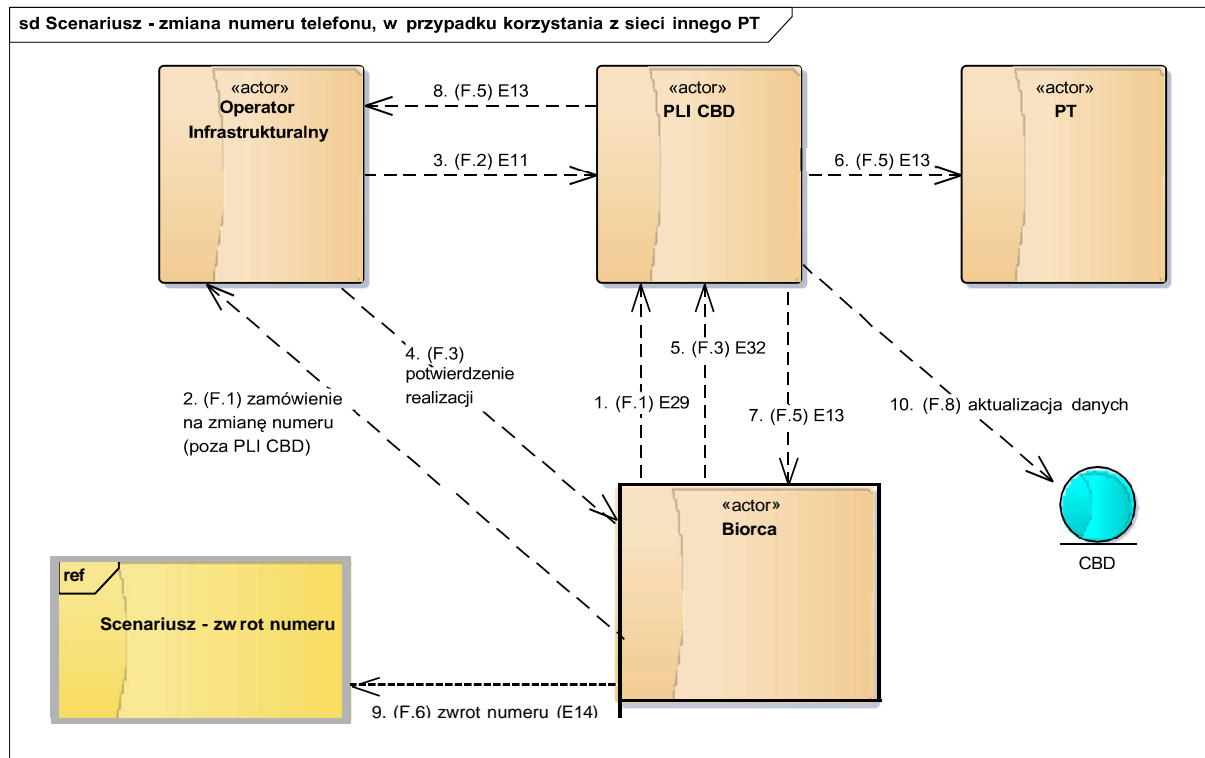 sd Scenariusz - zmiana numeru telefonu, w przypadku korzystania z sieci innego PT
«actor»
Operator
Infrastrukturalny
8. (F.5) E13
3. (F.2) E11
«actor»
PLI CBD
6. (F.5) E13
«actor»
PT
4. (F.3)
potwierdzenie
realizacji
5. (F.3) E32
2. (F.1) zamówienie
na zmianę numeru
(poza PLI CBD)
1. (F.1) E29
7. (F.5) E13
10. (F.8) aktualizacja danych
«actor»
Biorca
CBD
ref
Scenariusz - zwrot numeru
9. (F.6) zwrot numeru (E14)